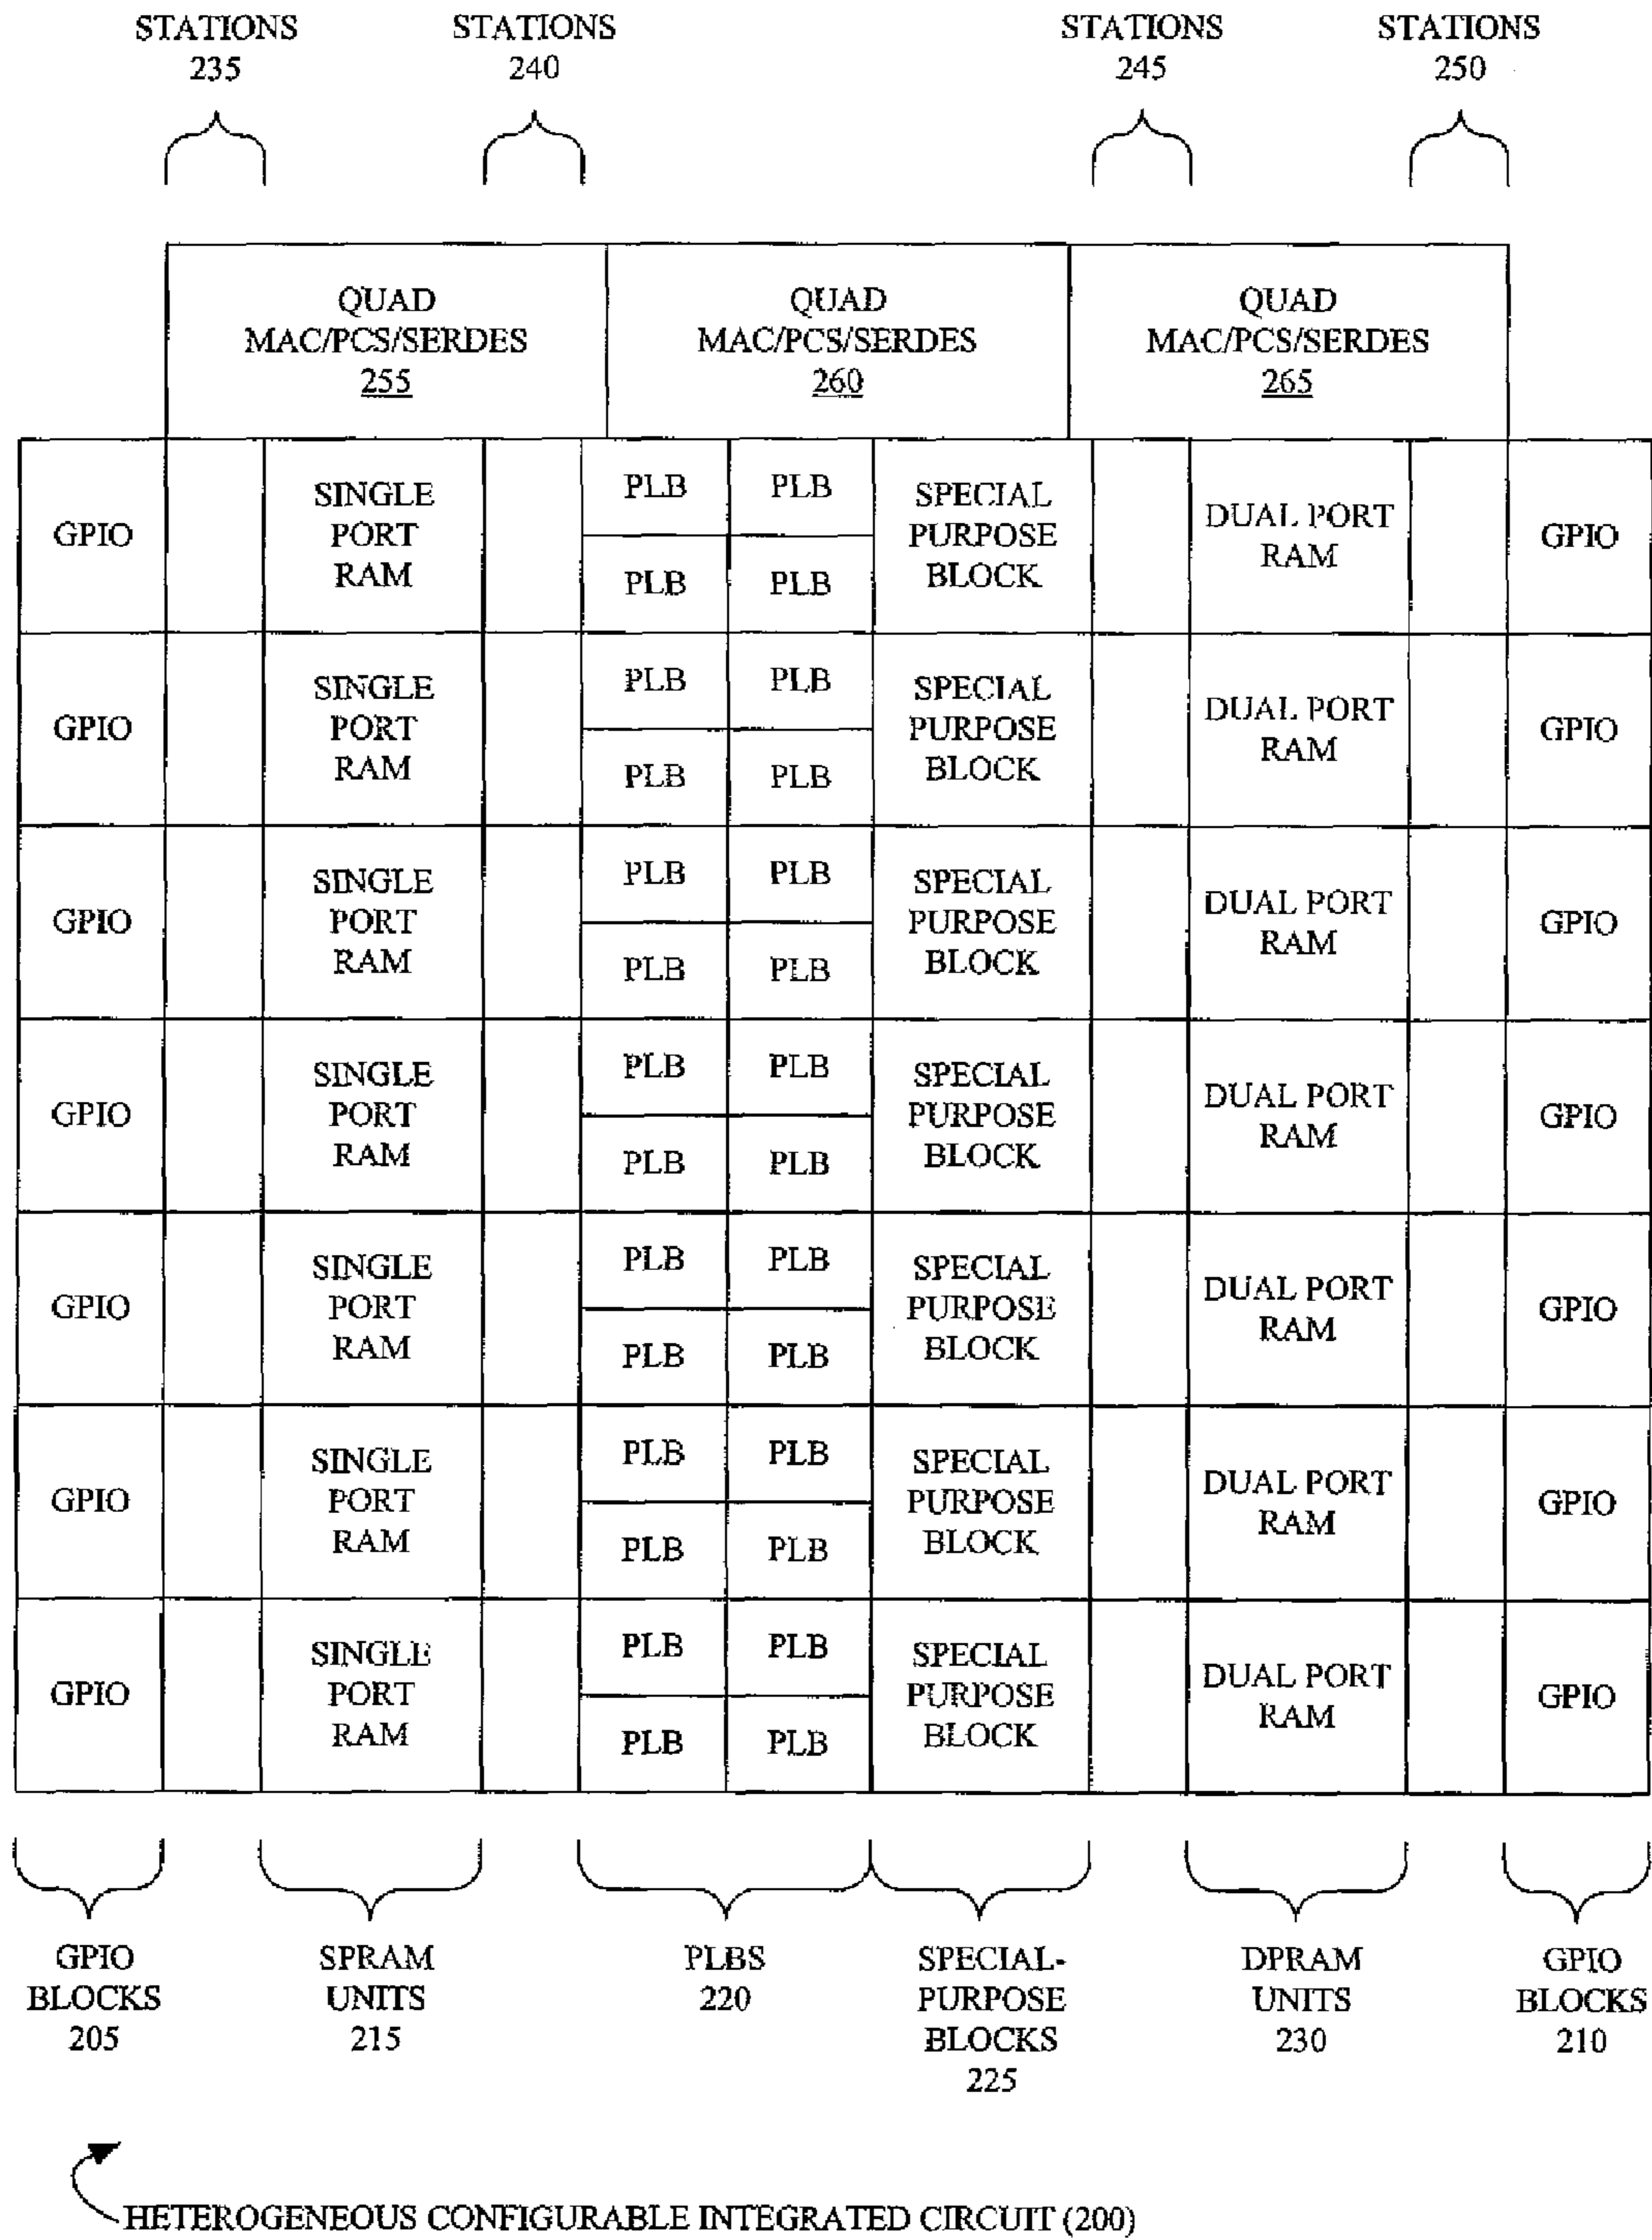 STATIONS
235
STATIONS
240
STATIONS
245
STATIONS
250
QUAD
MAC/PCS/SERDES
255
QUAD
MAC/PCS/SERDES
260
QUAD
MAC/PCS/SERDES
265
GPIO
SINGLE
PORT
RAM
PLB PLB
PLB PLB
SPECIAL
PURPOSE
BLOCK
DUAL PORT
RAM
GPIO
GPIO
SINGLE
PORT
RAM
PLB PLB
PLB PLB
SPECIAL
PURPOSE
BLOCK
DUAL PORT
RAM
GPIO
GPIO
SINGLE
PORT
RAM
PLB PLB
PLB PLB
SPECIAL
PURPOSE
BLOCK
DUAL PORT
RAM
GPIO
GPIO
SINGLE
PORT
RAM
PLB PLB
PLB PLB
SPECIAL
PURPOSE
BLOCK
DUAL PORT
RAM
GPIO
GPIO
SINGLE
PORT
RAM
PLB PLB
PLB PLB
SPECIAL
PURPOSE
BLOCK
DUAL PORT
RAM
GPIO
GPIO
SINGLE
PORT
RAM
PLB PLB
PLB PLB
SPECIAL
PURPOSE
BLOCK
DUAL PORT
RAM
GPIO
GPIO
SINGLE
PORT
RAM
PLB PLB
PLB PLB
SPECIAL
PURPOSE
BLOCK
DUAL PORT
RAM
GPIO
GPIO
BLOCKS
205
SPRAM
UNITS
215
PLBS
220
SPECIAL-
PURPOSE
BLOCKS
225
DPRAM
UNITS
230
GPIO
BLOCKS
210
HETEROGENEOUS CONFIGURABLE INTEGRATED CIRCUIT (200)